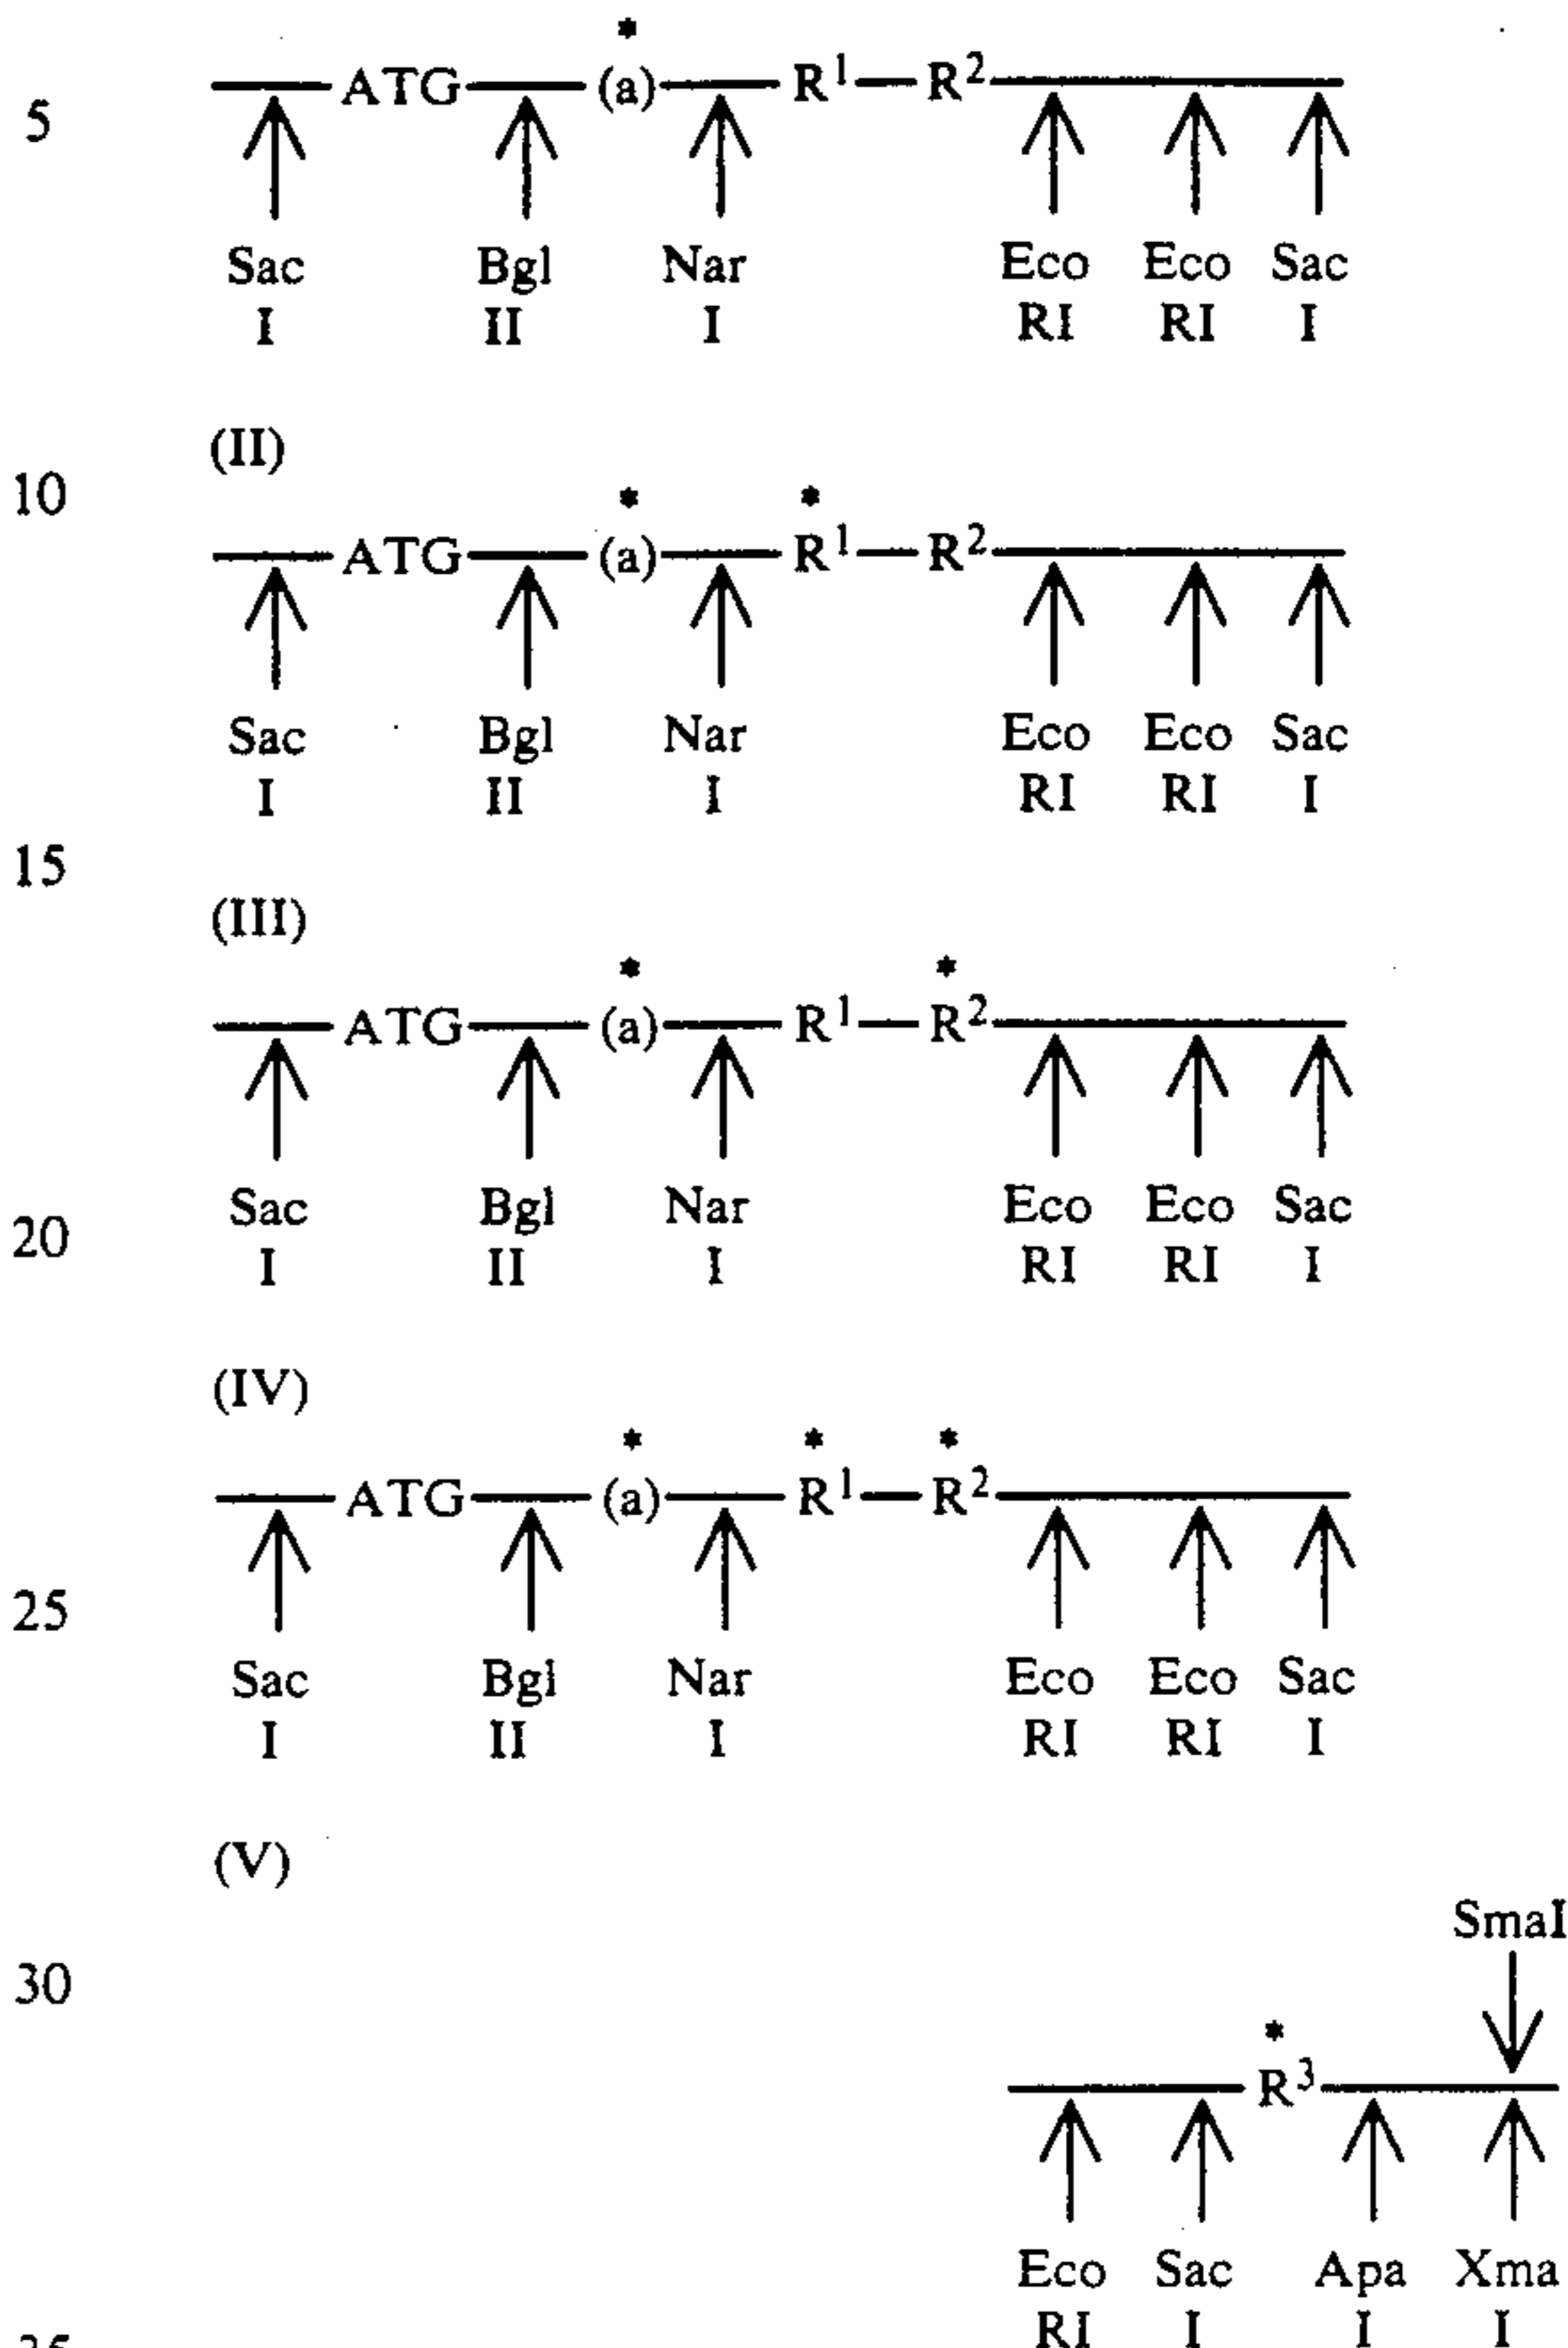 *
ATG (a) R¹ R²
5
Sac Bgl Nar Eco Eco Sac
I II I RI RI I
(II)
10
* *
ATG (a) R¹ R²
Sac Bgl Nar Eco Eco Sac
I II I RI RI I
15
(III)
* *
ATG (a) R¹ R²
Sac Bgl Nar Eco Eco Sac
20
I II I RI RI I
(IV)
* * *
ATG (a) R¹ R²
25
Sac Bgl Nar Eco Eco Sac
I II I RI RI I
(V)
SmaI
30
*
R³
Eco Sac Apa Xma
RI I I I
35